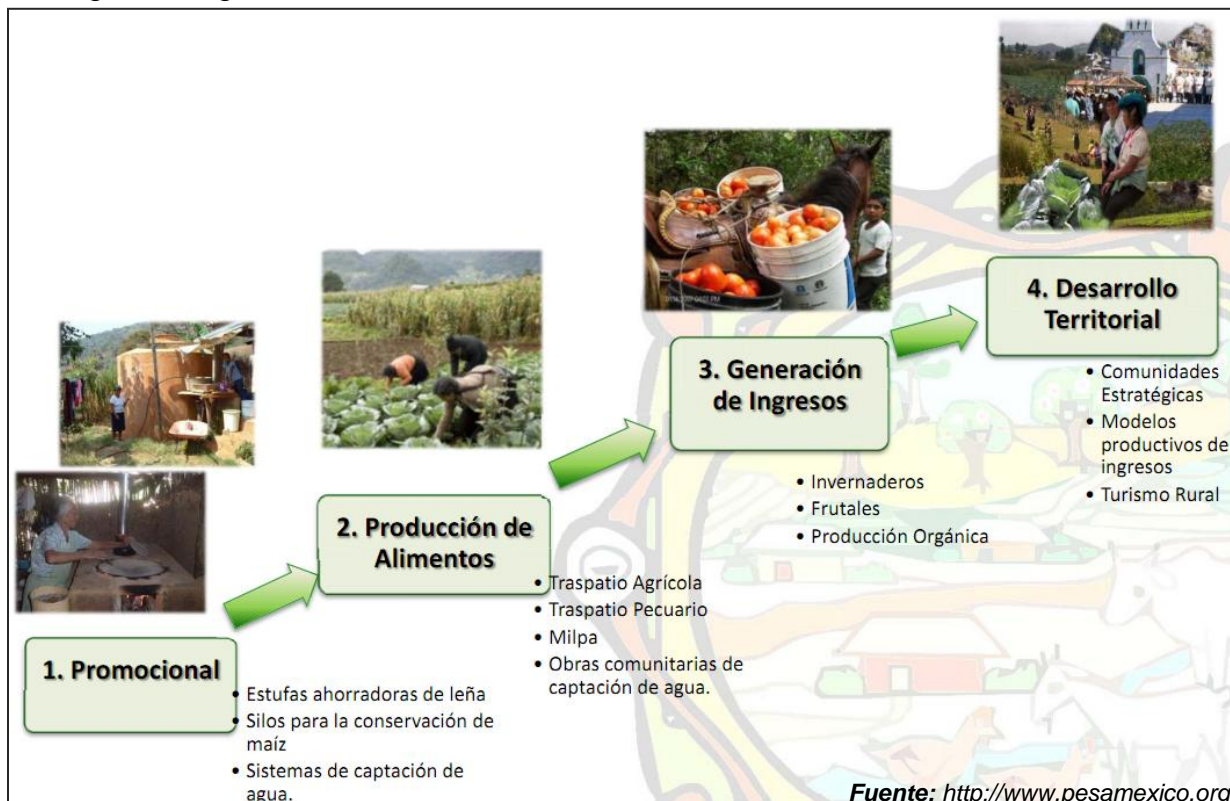 1. Promocional
• Estufas ahorradoras de leña
• Silos para la conservación de
maíz
• Sistemas de captación de
agua.
2. Producción de
Alimentos
• Traspatio Agrícola
• Traspatio Pecuario
• Milpa
• Obras comunitarias de
captación de agua.
3. Generación
de Ingresos
• Invernaderos
• Frutales
• Producción Orgánica
4. Desarrollo
Territorial
• Comunidades
Estratégicas
• Modelos
productivos de
ingresos
• Turismo Rural
Fuente: http://www.pesamexico.org